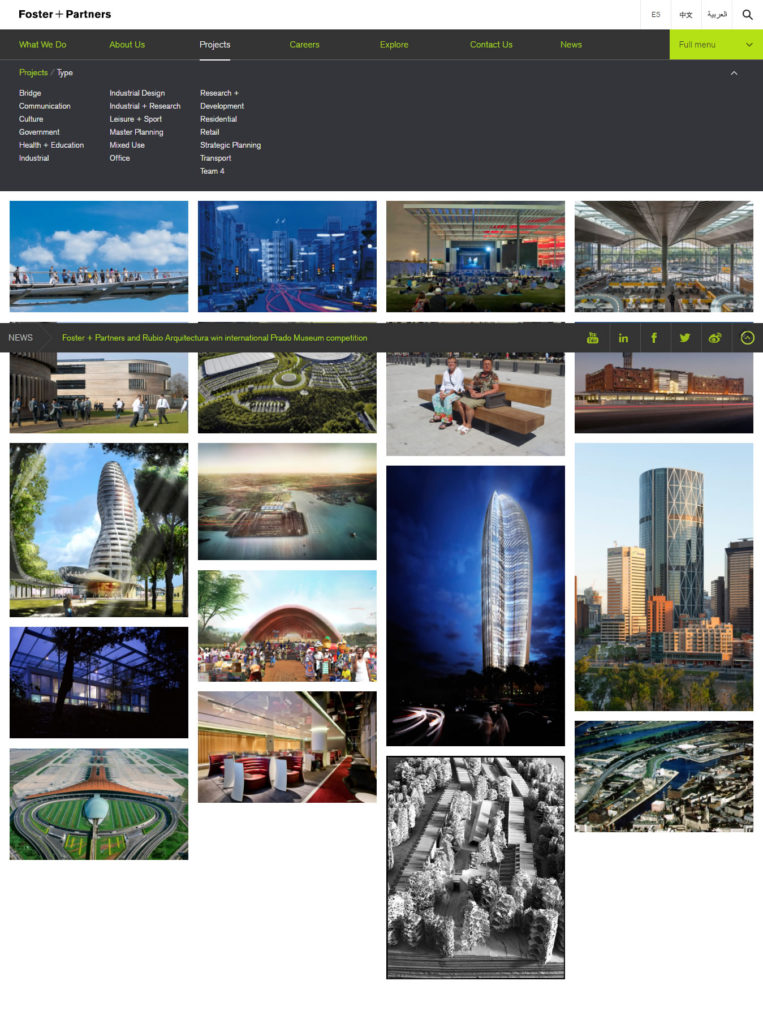 Foster + Partners
ES
中文
العربية
What We Do
About Us
Projects
Careers
Explore
Contact Us
News
Full menu
Projects / Type
Bridge
Communication
Culture
Government
Health + Education
Industrial
Industrial Design
Industrial + Research
Leisure + Sport
Master Planning
Mixed Use
Office
Research +
Development
Residential
Retail
Strategic Planning
Transport
Team 4
NEWS
Foster + Partners and Rubio Arquitectura win international Prado Museum competition
You
Tube
in
f